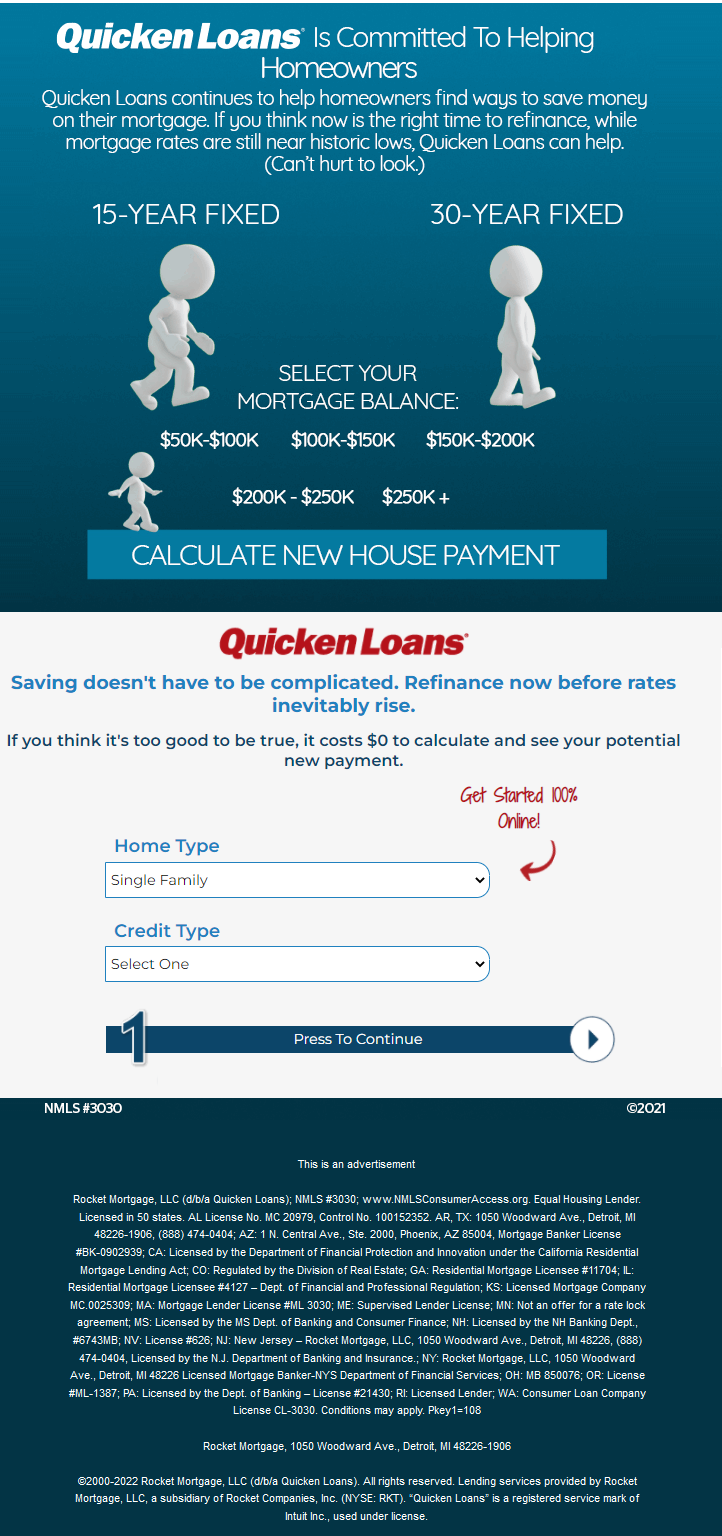 Quicken Loans® Is Committed To Helping
Homeowners
Quicken Loans continues to help homeowners find ways to save money
on their mortgage. If you think now is the right time to refinance, while
mortgage rates are still near historic lows, Quicken Loans can help.
(Can't hurt to look.)
15-YEAR FIXED
30-YEAR FIXED
SELECT YOUR
MORTGAGE BALANCE:
$50K-$100K $100K-$150K $150K-$200K
$200K - $250K $250K +
CALCULATE NEW HOUSE PAYMENT
Quicken Loans®
Saving doesn't have to be complicated. Refinance now before rates
inevitably rise.
If you think it's too good to be true, it costs $0 to calculate and see your potential
new payment.
Get Started 100%
Online!
Home Type
Single Family
Credit Type
Select One
1 Press To Continue
NMLS #3030 ©2021
This is an advertisement
Rocket Mortgage, LLC (d/b/a Quicken Loans); NMLS #3030; www.NMLSConsumerAccess.org. Equal Housing Lender.
Licensed in 50 states. AL License No. MC 20979, Control No. 100152352. AR, TX: 1050 Woodward Ave., Detroit, MI
48226-1906, (888) 474-0404; AZ: 1 N. Central Ave., Ste. 2000, Phoenix, AZ 85004, Mortgage Banker License
#BK-0902939; CA: Licensed by the Department of Financial Protection and Innovation under the California Residential
Mortgage Lending Act; CO: Regulated by the Division of Real Estate; GA: Residential Mortgage Licensee #11704; IL:
Residential Mortgage Licensee #4127 – Dept. of Financial and Professional Regulation; KS: Licensed Mortgage Company
MC.0025309; MA: Mortgage Lender License #ML 3030; ME: Supervised Lender License; MN: Not an offer for a rate lock
agreement; MS: Licensed by the MS Dept. of Banking and Consumer Finance; NH: Licensed by the NH Banking Dept.,
#6743MB; NV: License #626; NJ: New Jersey – Rocket Mortgage, LLC, 1050 Woodward Ave., Detroit, MI 48226, (888)
474-0404, Licensed by the N.J. Department of Banking and Insurance.; NY: Rocket Mortgage, LLC, 1050 Woodward
Ave., Detroit, MI 48226 Licensed Mortgage Banker-NYS Department of Financial Services; OH: MB 850076; OR: License
#ML-1387; PA: Licensed by the Dept. of Banking – License #21430; RI: Licensed Lender; WA: Consumer Loan Company
License CL-3030. Conditions may apply. Pkey1=108
Rocket Mortgage, 1050 Woodward Ave., Detroit, MI 48226-1906
©2000-2022 Rocket Mortgage, LLC (d/b/a Quicken Loans). All rights reserved. Lending services provided by Rocket
Mortgage, LLC, a subsidiary of Rocket Companies, Inc. (NYSE: RKT). “Quicken Loans” is a registered service mark of
Intuit Inc., used under license.